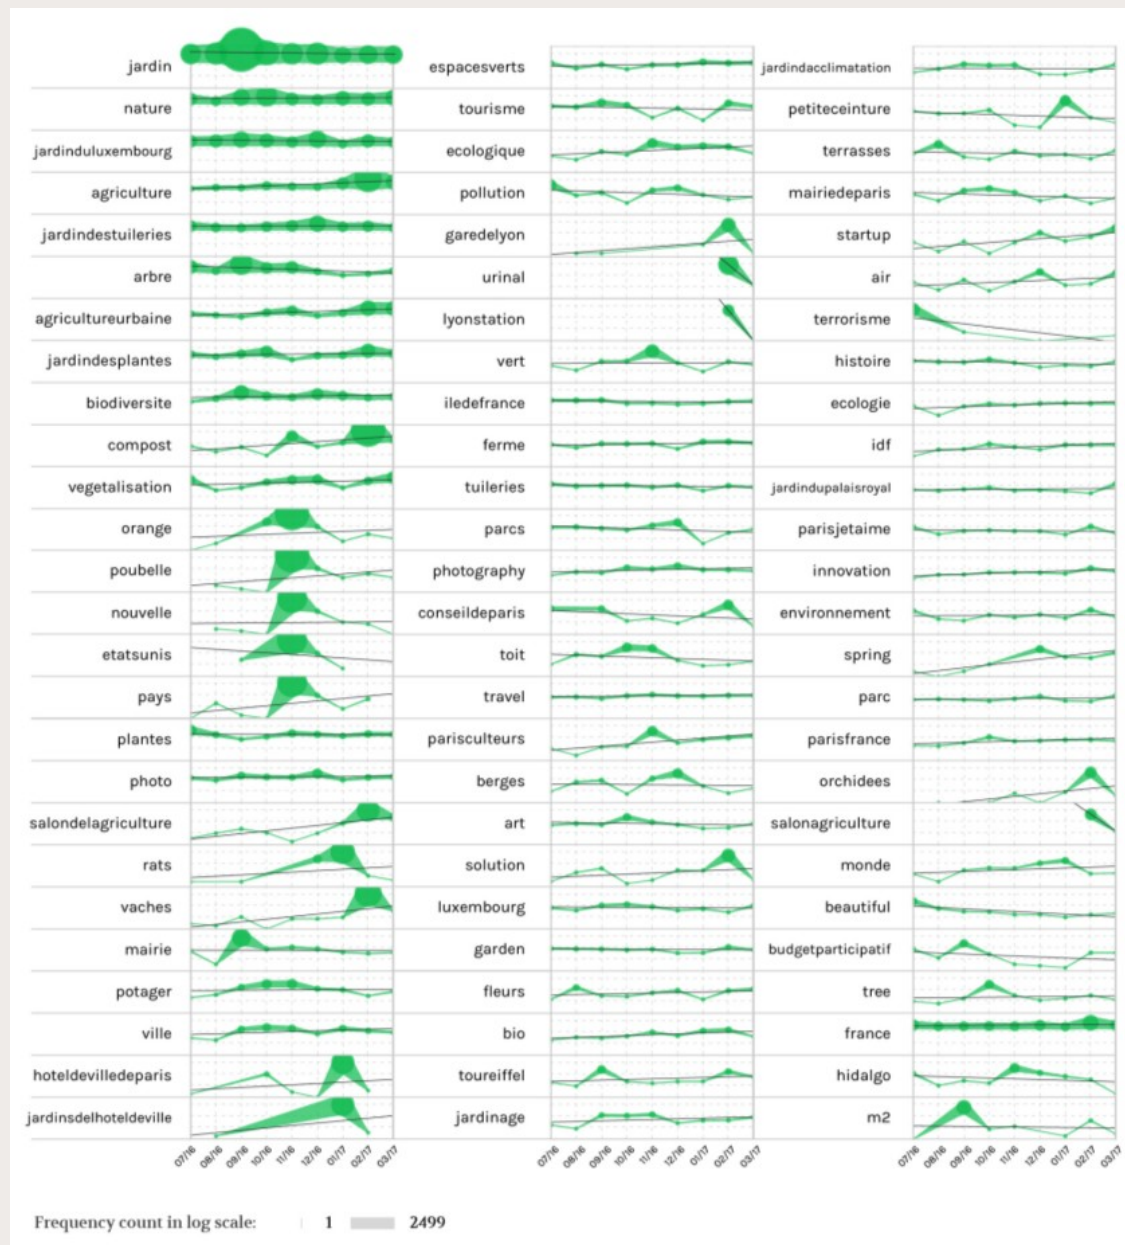 jardin
nature
jardinduluxembourg
agriculture
jardindestuileries
arbre
agricultureurbaine
jardindesplantes
biodiversite
compost
vegetalisation
orange
poubelle
nouvelle
etatsunis
pays
plantes
photo
salondelagriculture
rats
vaches
mairie
potager
ville
hoteldevilledeparis
jardinsdelhoteldeville
07/16 08/16 09/16 10/16 11/16 12/16 01/17 02/17 03/17
espacesverts
tourisme
ecologique
pollution
garedelyon
urinal
lyonstation
vert
iledefrance
ferme
tuileries
parcs
photography
conseildeparis
toit
travel
parisculteurs
berges
art
solution
luxembourg
garden
fleurs
bio
toureiffel
jardinage
07/16 08/16 09/16 10/16 11/16 12/16 01/17 02/17 03/17
jardindacclimatation
petiteceinture
terrasses
mairiedeparis
startup
air
terrorisme
histoire
ecologie
idf
jardindupalaisroyal
parisjetaime
innovation
environnement
spring
parc
parisfrance
orchidees
salonagriculture
monde
beautiful
budgetparticipatif
tree
france
hidalgo
m2
07/16 08/16 09/16 10/16 11/16 12/16 01/17 02/17 03/17
Frequency count in log scale: 1 2499